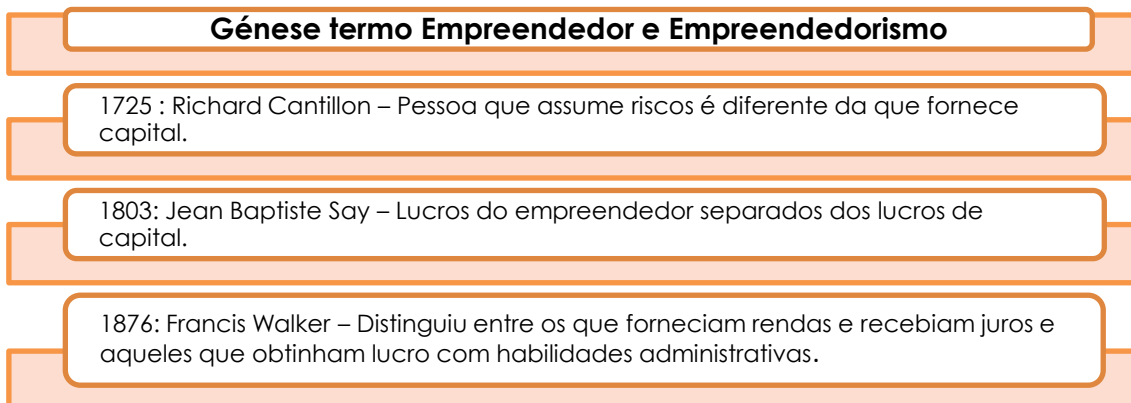 Génese termo Empreendedor e Empreendedorismo
1725 : Richard Cantillon – Pessoa que assume riscos é diferente da que fornece
capital.
1803: Jean Baptiste Say – Lucros do empreendedor separados dos lucros de
capital.
1876: Francis Walker – Distinguiu entre os que forneciam rendas e recebiam juros e
aqueles que obtinham lucro com habilidades administrativas.